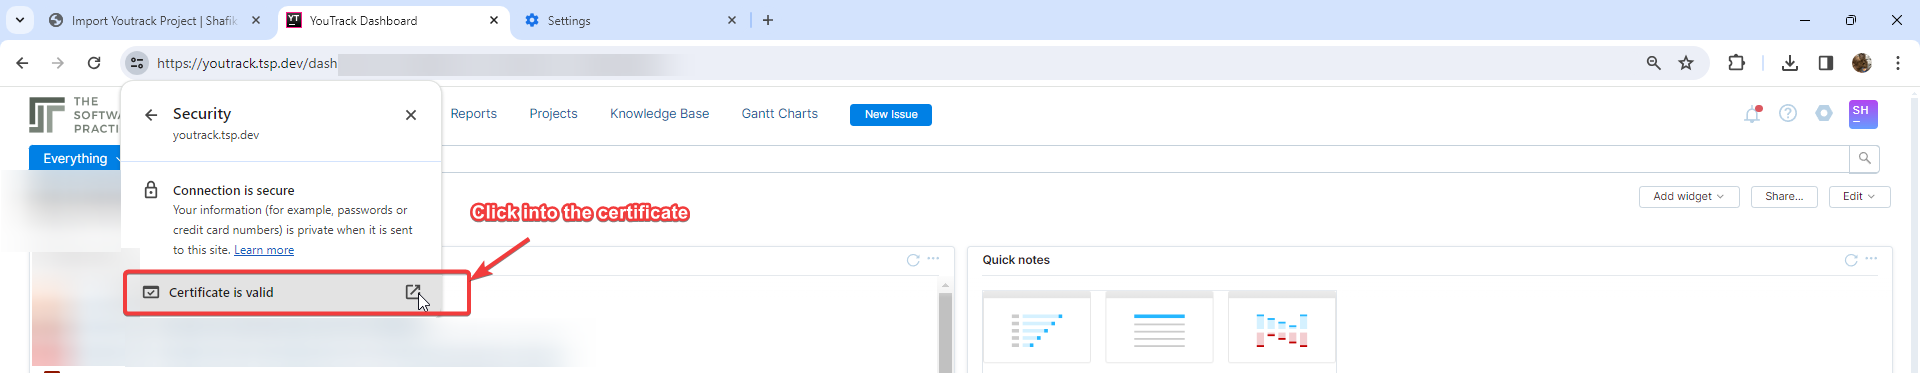 Import Youtrack Project | Shafik
YouTrack Dashboard
Settings
https://youtrack.tsp.dev/dash
THE
SOFTWA
PRACTI
Reports
Projects
Knowledge Base
Gantt Charts
New Issue
SH
Security
youtrack.tsp.dev
Everything
Connection is secure
Your information (for example, passwords or
credit card numbers) is private when it is sent
to this site. Learn more
Certificate is valid
Click into the certificate
Add widget
Share...
Edit
Quick notes